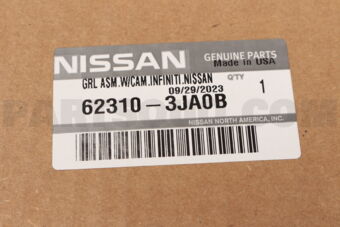 NISSAN
GENUINE PARTS
Made in USA
GRL ASM.W/CAM.INFINITI.NISSAN
Q'TY
09/29/2023
1
62310-3JA0B
NISSAN NORTH AMERICA, INC.